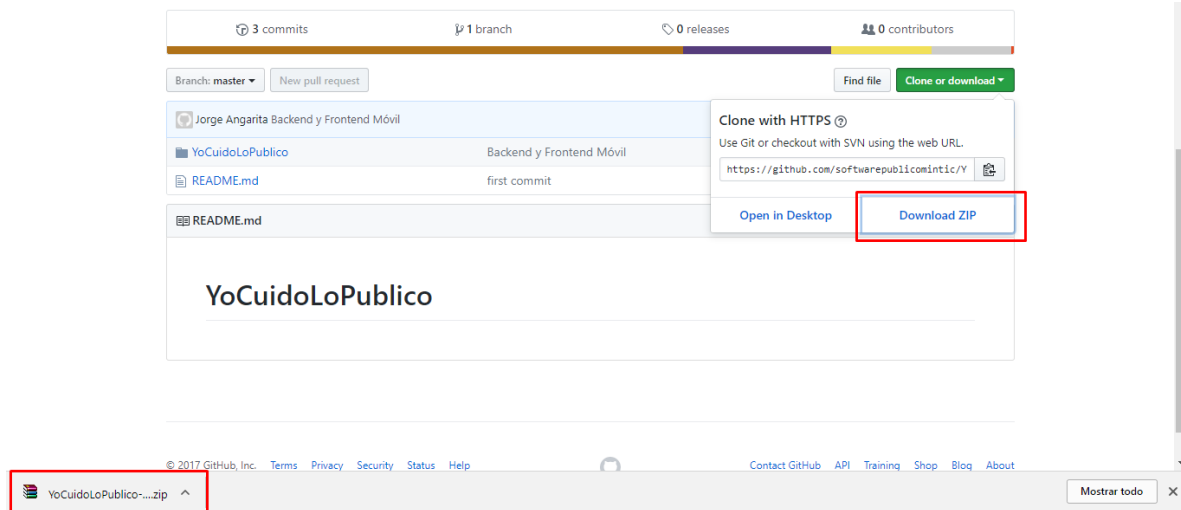 3 commits 1 branch 0 releases 0 contributors
Branch: master New pull request Find file Clone or download
Jorge Angarita Backend y Frontend Móvil
YoCuidoLoPublico Backend y Frontend Móvil
README.md first commit
Clone with HTTPS
Use Git or checkout with SVN using the web URL.
https://github.com/softwarepublicomintic/Y
Open in Desktop Download ZIP
README.md
YoCuidoLoPublico
© 2017 GitHub, Inc. Terms Privacy Security Status Help Contact GitHub API Training Shop Blog About
YoCuidoLoPublico-....zip Mostrar todo